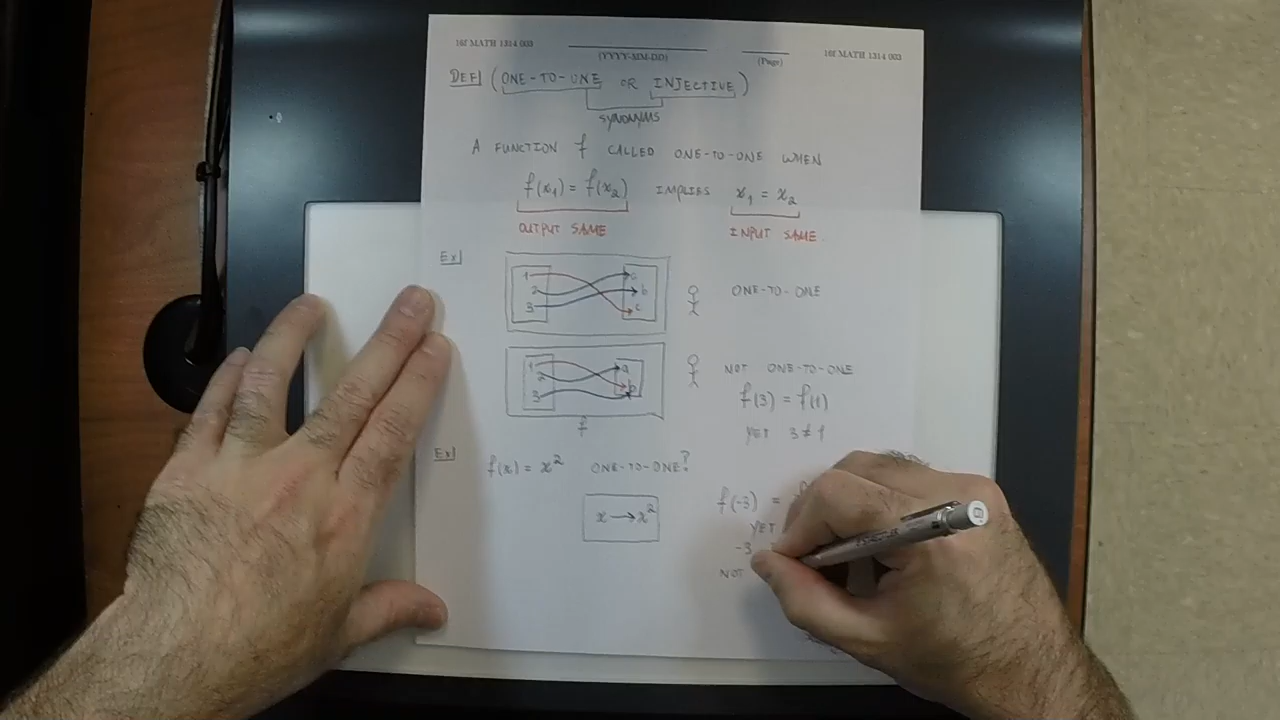 16f MATH 1314 003
(YYYY-MM-DD)
(Page)
16f MATH 1314 003
DEF (ONE-TO-ONE OR INJECTIVE)
SYNONYMS
A FUNCTION f CALLED ONE-TO-ONE WHEN
f(x₁) = f(x₂) IMPLIES x₁ = x₂
OUTPUT SAME INPUT SAME
Ex
1 a
2 b
3 c
ONE-TO-ONE
1 a
2 b
3
f
NOT ONE-TO-ONE
f(3) = f(1)
YET 3 ≠ 1
Ex
f(x) = x² ONE-TO-ONE?
x → x²
f(-3) =
YET
-3
NOT